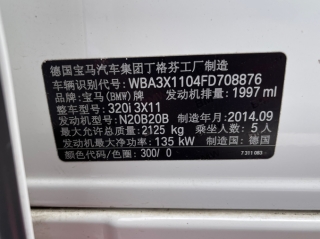 德国宝马汽车集团丁格芬工厂制造
车辆识别代号: WBA3X1104FD708876
品牌: 宝马(BMW)牌 发动机排量: 1997 ml
整车型号: 320i 3X11
发动机型号: N20B20B 制造年月: 2014.09
最大允许总质量: 2125 kg 乘坐人数: 5 人
发动机最大净功率: 135 kW 制造国: 德国
颜色代码/色图: 300/ 0
7 311 063